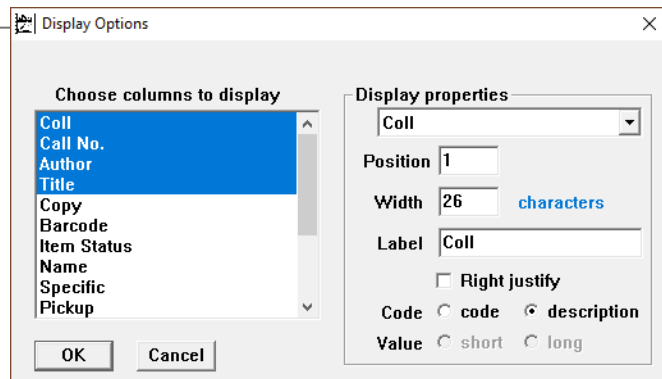 Display Options
Choose columns to display
Coll
Call No.
Author
Title
Copy
Barcode
Item Status
Name
Specific
Pickup
OK
Cancel
Display properties
Coll
Position 1
Width 26 characters
Label Coll
Right justify
Code code description
Value short long